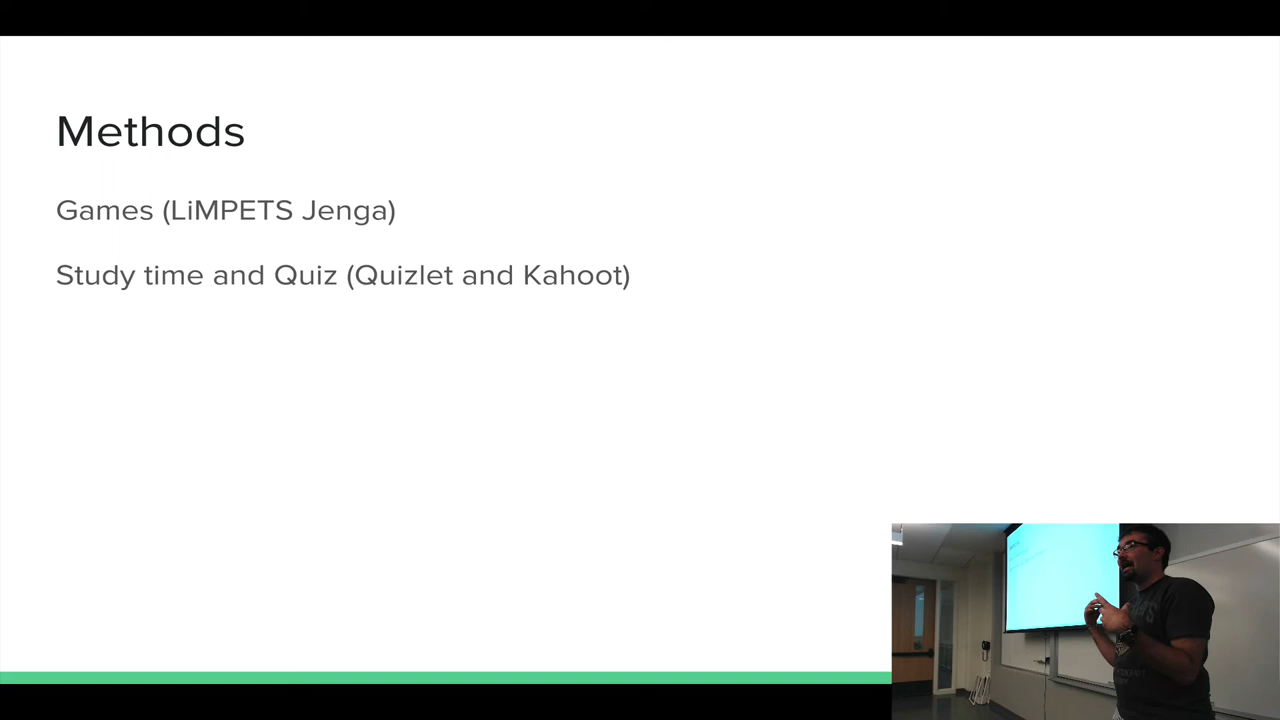 Methods
Games (LiMPETS Jenga)
Study time and Quiz (Quizlet and Kahoot)